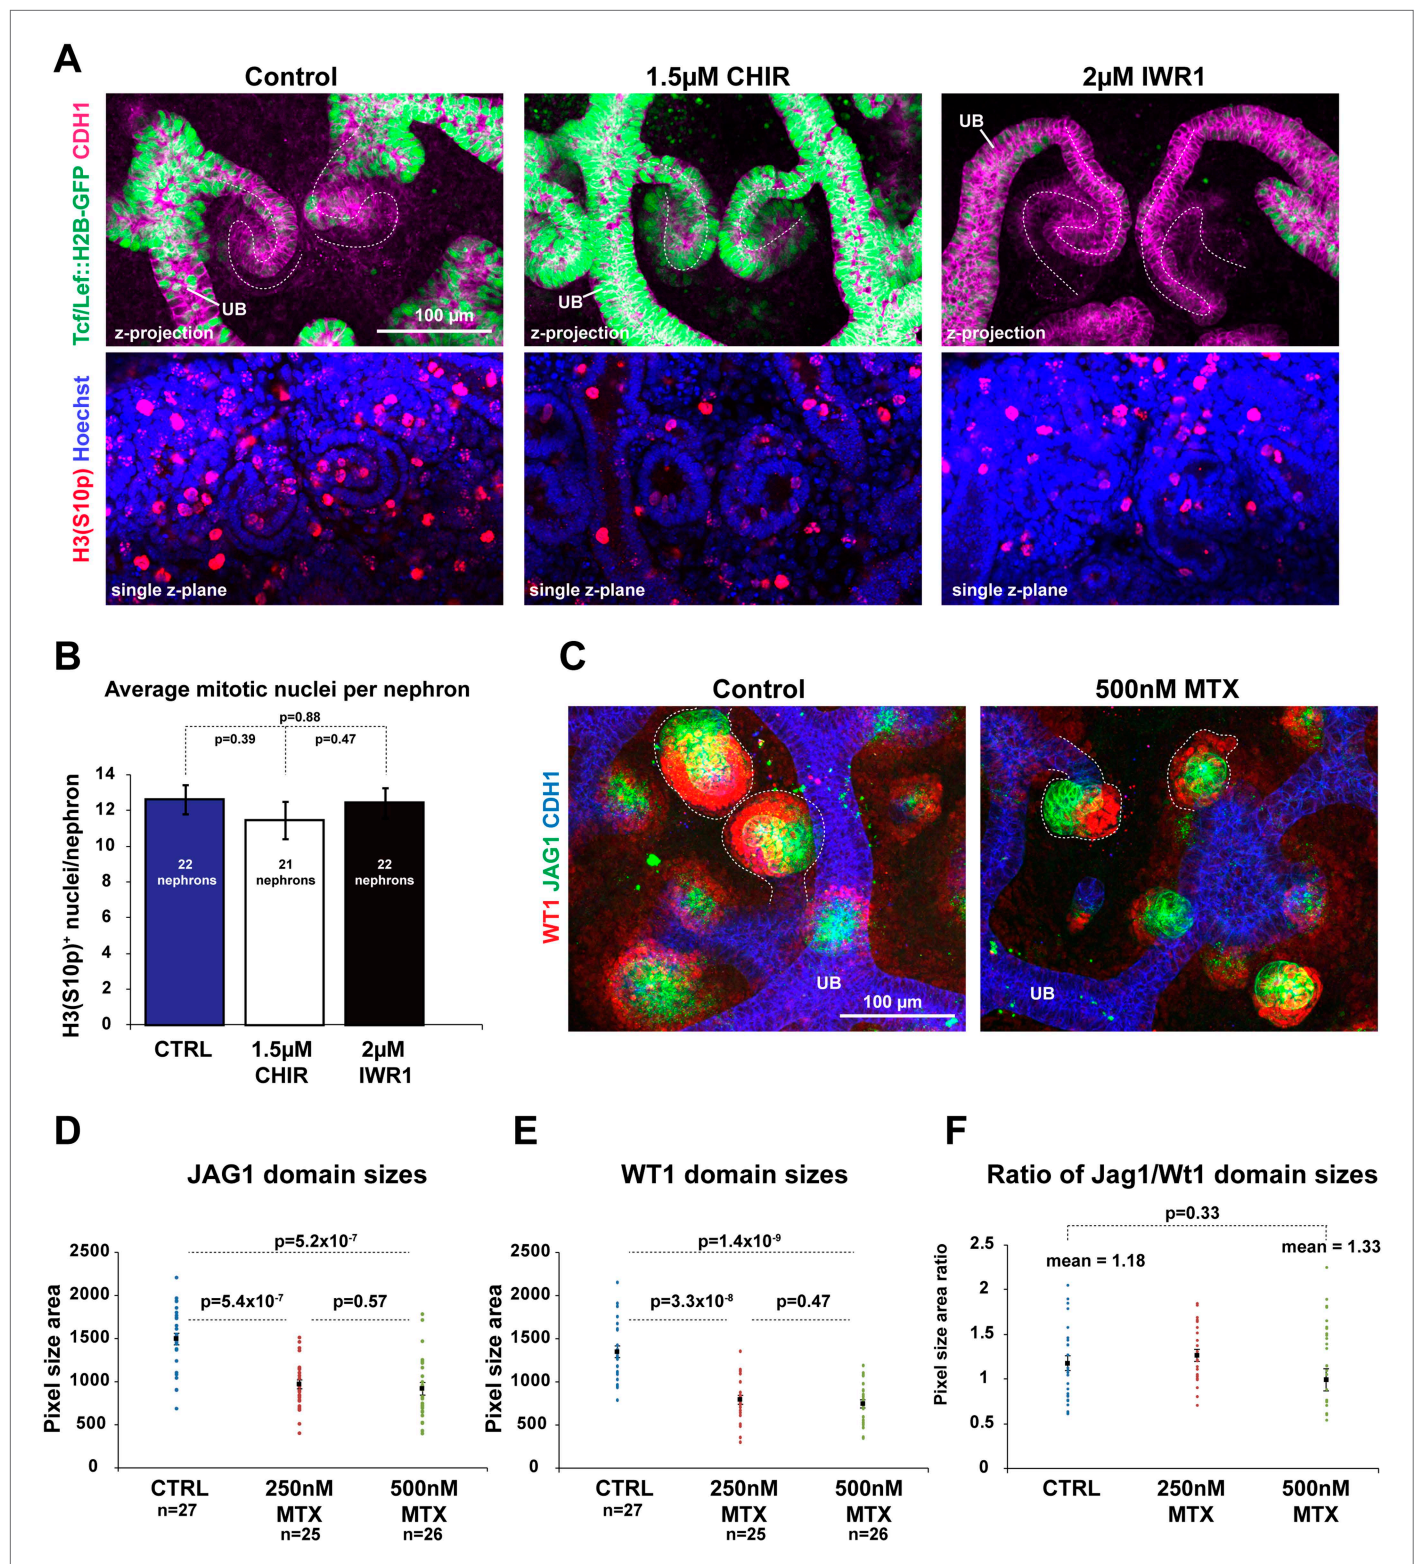 A
Control
1.5µM CHIR
2µM IWR1
Tcf/Lef::H2B-GFP CDH1
UB
100 µm
z-projection
UB
z-projection
UB
z-projection
H3(S10p) Hoechst
single z-plane
single z-plane
single z-plane
B
Average mitotic nuclei per nephron
p=0.88
p=0.39
p=0.47
H3(S10p)⁺ nuclei/nephron
14
12
10
8
6
4
2
0
22 nephrons
21 nephrons
22 nephrons
CTRL
1.5µM CHIR
2µM IWR1
C
Control
500nM MTX
WT1 JAG1 CDH1
UB
100 µm
UB
D
JAG1 domain sizes
p=5.2x10⁻⁷
p=5.4x10⁻⁷
p=0.57
Pixel size area
2500
2000
1500
1000
500
0
CTRL
n=27
250nM MTX
n=25
500nM MTX
n=26
E
WT1 domain sizes
p=1.4x10⁻⁹
p=3.3x10⁻⁸
p=0.47
Pixel size area
2500
2000
1500
1000
500
0
CTRL
n=27
250nM MTX
n=25
500nM MTX
n=26
F
Ratio of Jag1/Wt1 domain sizes
p=0.33
mean = 1.18
mean = 1.33
Pixel size area ratio
2.5
2
1.5
1
0.5
0
CTRL
250nM MTX
500nM MTX